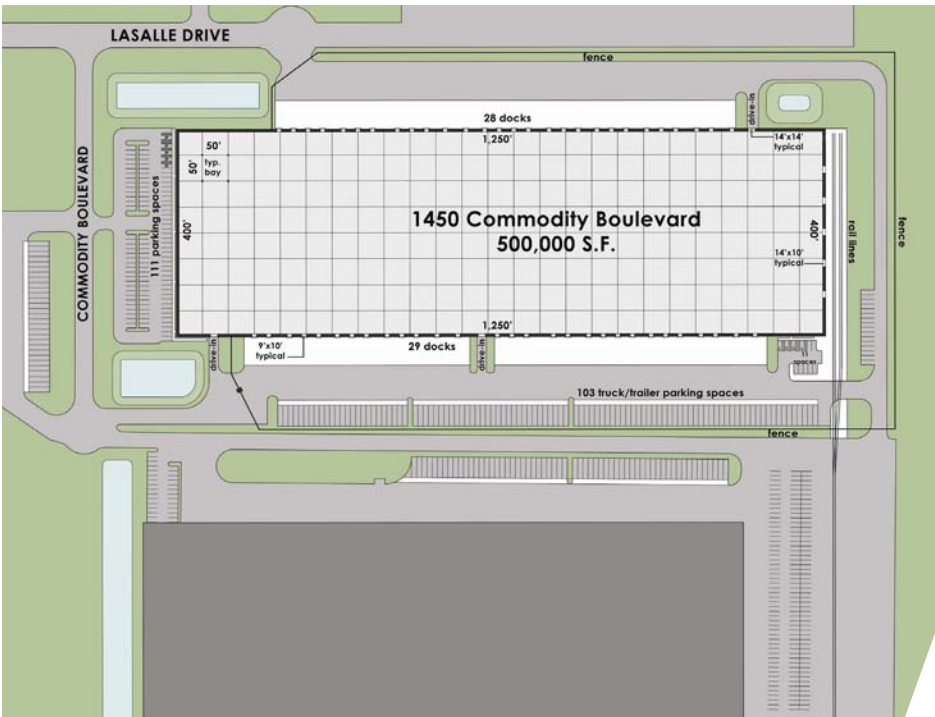 LASALLE DRIVE
fence
28 docks
drive-in
1,250'
14'x14'
typical
50'
50'
typ.
bay
COMMODITY BOULEVARD
111 parking spaces
400'
1450 Commodity Boulevard
500,000 S.F.
400'
rail lines
fence
14'x10'
typical
1,250'
drive-in
9'x10'
typical
29 docks
drive-in
spaces
103 truck/trailer parking spaces
fence